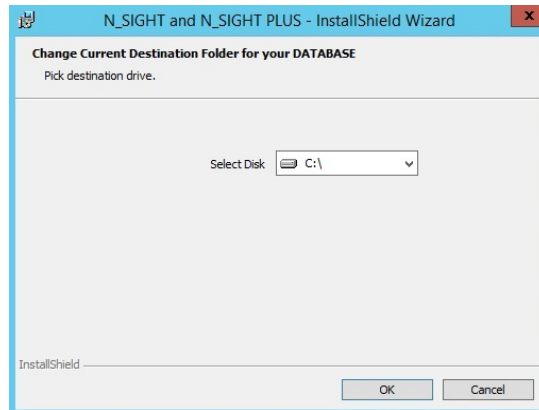 N_SIGHT and N_SIGHT PLUS - InstallShield Wizard
x
Change Current Destination Folder for your DATABASE
Pick destination drive.
Select Disk C:\
InstallShield
OK Cancel